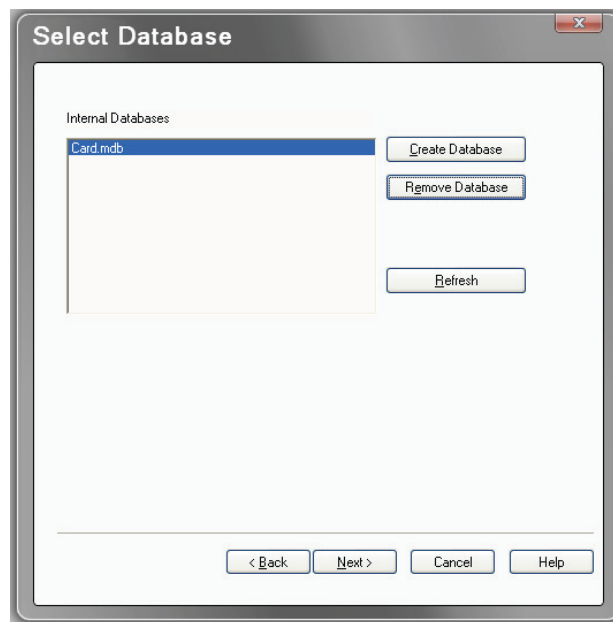 Select Database
Internal Databases
Card.mdb
Create Database
Remove Database
Refresh
< Back
Next >
Cancel
Help